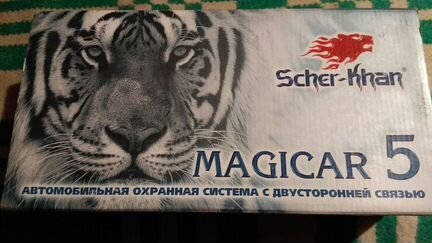 Scher-Khan
MAGICAR 5
АВТОМОБИЛЬНАЯ ОХРАННАЯ СИСТЕМА С ДВУСТОРОННЕЙ СВЯЗЬЮ